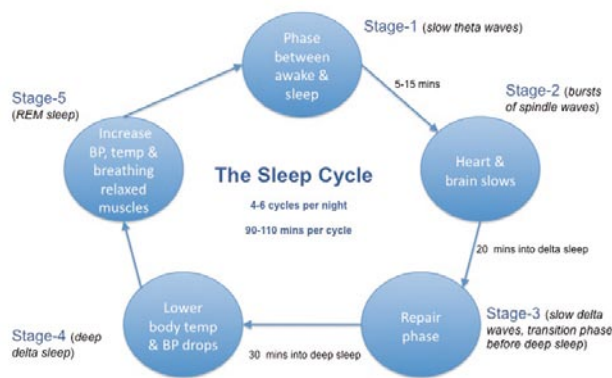 Stage-1 (slow theta waves)
Phase
between
awake &
sleep
5-15 mins
Stage-2 (bursts
of spindle waves)
Heart &
brain slows
20 mins into delta sleep
Stage-3 (slow delta
waves, transition phase
before deep sleep)
Repair
phase
30 mins into deep sleep
Lower
body temp
& BP drops
Stage-4 (deep
delta sleep)
Stage-5
(REM sleep)
Increase
BP, temp &
breathing
relaxed
muscles
The Sleep Cycle
4-6 cycles per night
90-110 mins per cycle